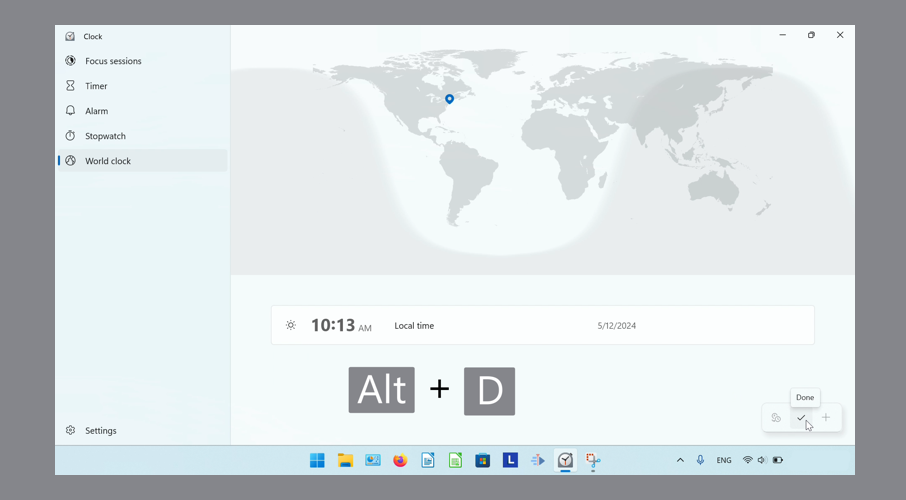 Clock
Focus sessions
Timer
Alarm
Stopwatch
World clock
10:13 AM Local time 5/12/2024
Alt + D
Done
Settings
L
ENG